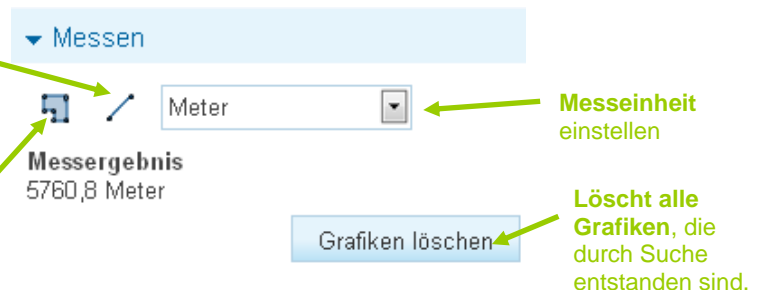 Messen
Meter
Messeinheit
einstellen
Messergebnis
5760,8 Meter
Löscht alle
Grafiken, die
durch Suche
entstanden sind.
Grafiken löschen